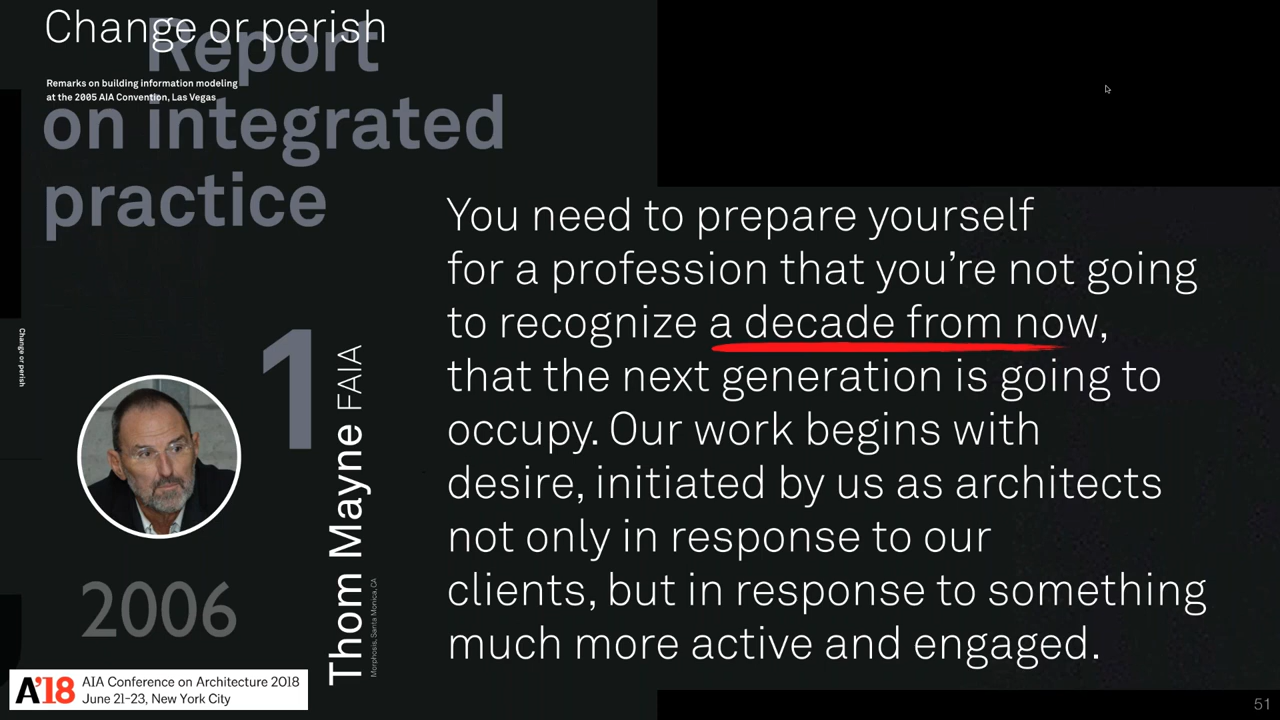 Change or perish
Report
on integrated
practice
Remarks on building information modeling
at the 2005 AIA Convention, Las Vegas
Change or perish
1
Thom Mayne FAIA
Morphosis, Santa Monica, CA
2006
You need to prepare yourself
for a profession that you’re not going
to recognize a decade from now,
that the next generation is going to
occupy. Our work begins with
desire, initiated by us as architects
not only in response to our
clients, but in response to something
much more active and engaged.
A'18
AIA Conference on Architecture 2018
June 21–23, New York City
51